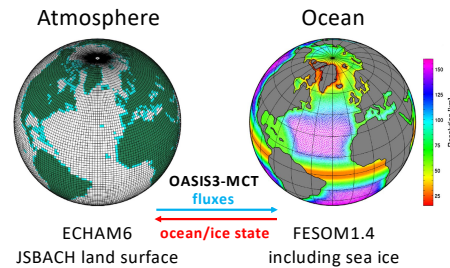 Atmosphere
Ocean
150
125
100
75
50
25
OASIS3-MCT
fluxes
ocean/ice state
ECHAM6
JSBACH land surface
FESOM1.4
including sea ice